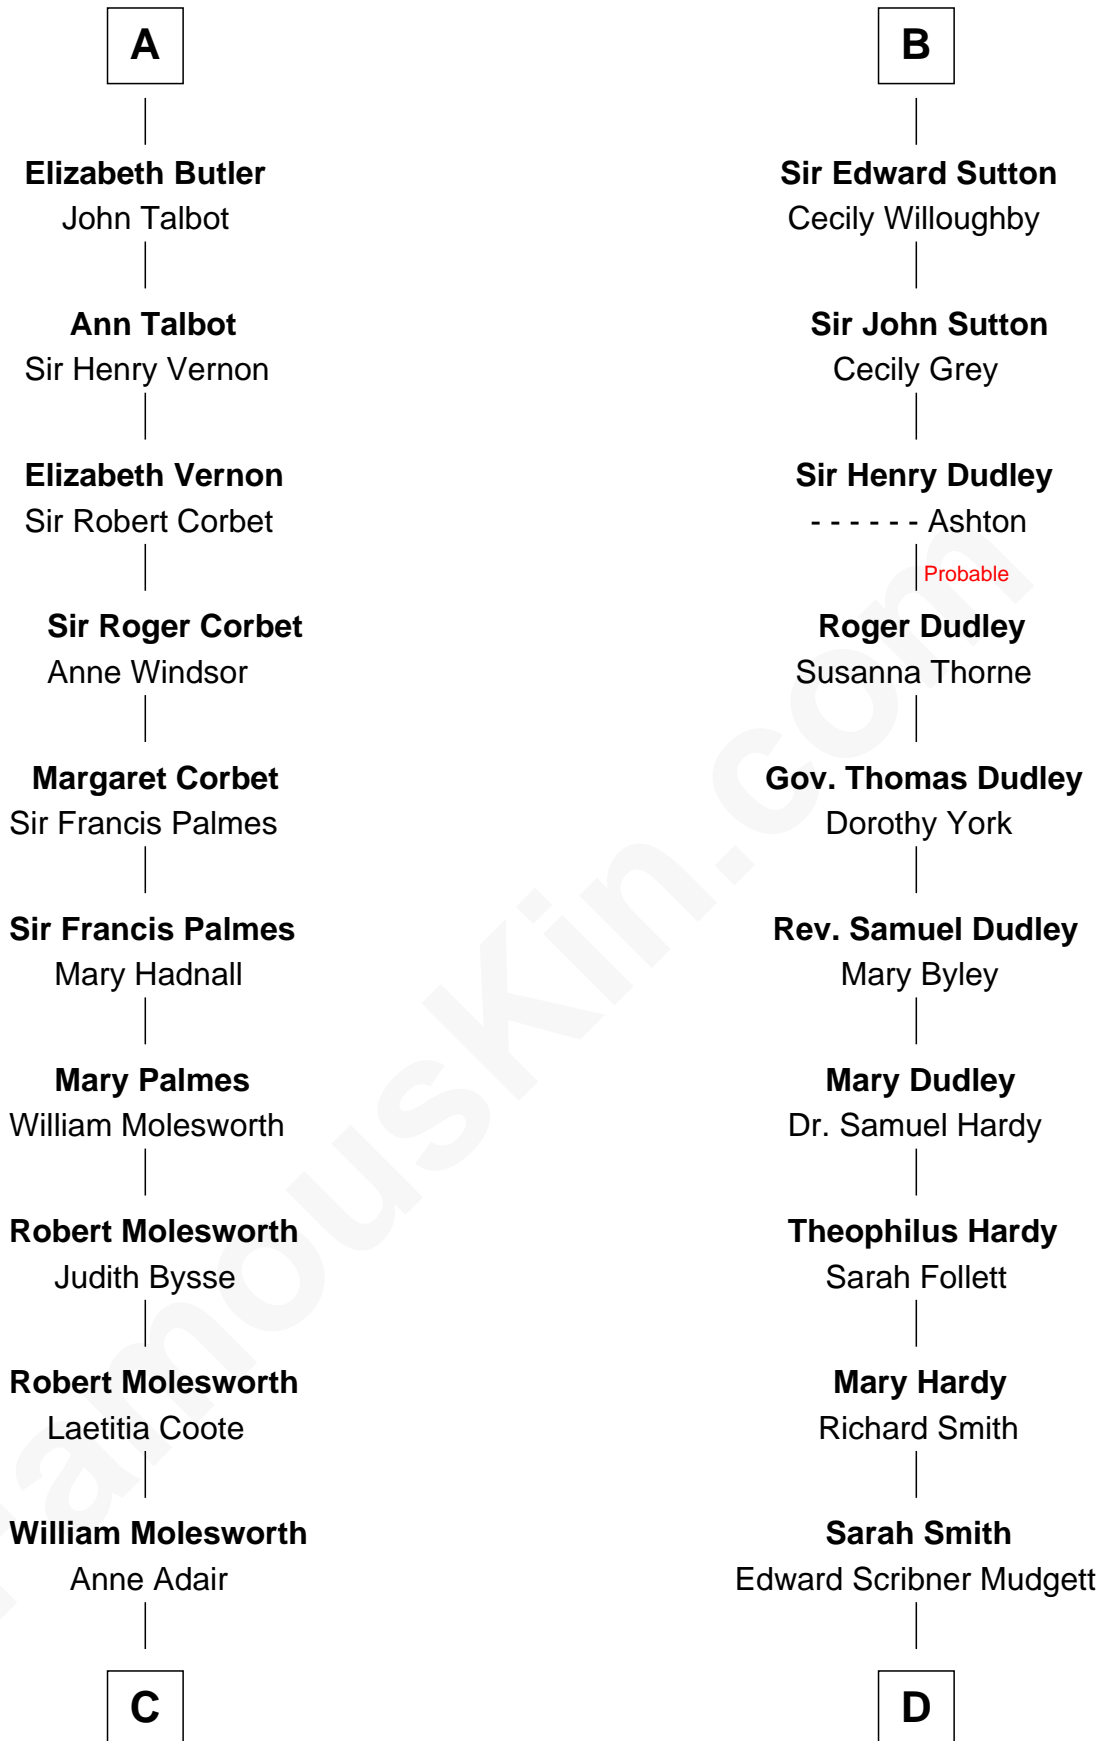 A
Elizabeth Butler
John Talbot
Ann Talbot
Sir Henry Vernon
Elizabeth Vernon
Sir Robert Corbet
Sir Roger Corbet
Anne Windsor
Margaret Corbet
Sir Francis Palmes
Sir Francis Palmes
Mary Hadnall
Mary Palmes
William Molesworth
Robert Molesworth
Judith Bysse
Robert Molesworth
Laetitia Coote
William Molesworth
Anne Adair
C
B
Sir Edward Sutton
Cecily Willoughby
Sir John Sutton
Cecily Grey
Sir Henry Dudley
- - - - - - Ashton
Probable
Roger Dudley
Susanna Thorne
Gov. Thomas Dudley
Dorothy York
Rev. Samuel Dudley
Mary Byley
Mary Dudley
Dr. Samuel Hardy
Theophilus Hardy
Sarah Follett
Mary Hardy
Richard Smith
Sarah Smith
Edward Scribner Mudgett
D
FamousKin.com